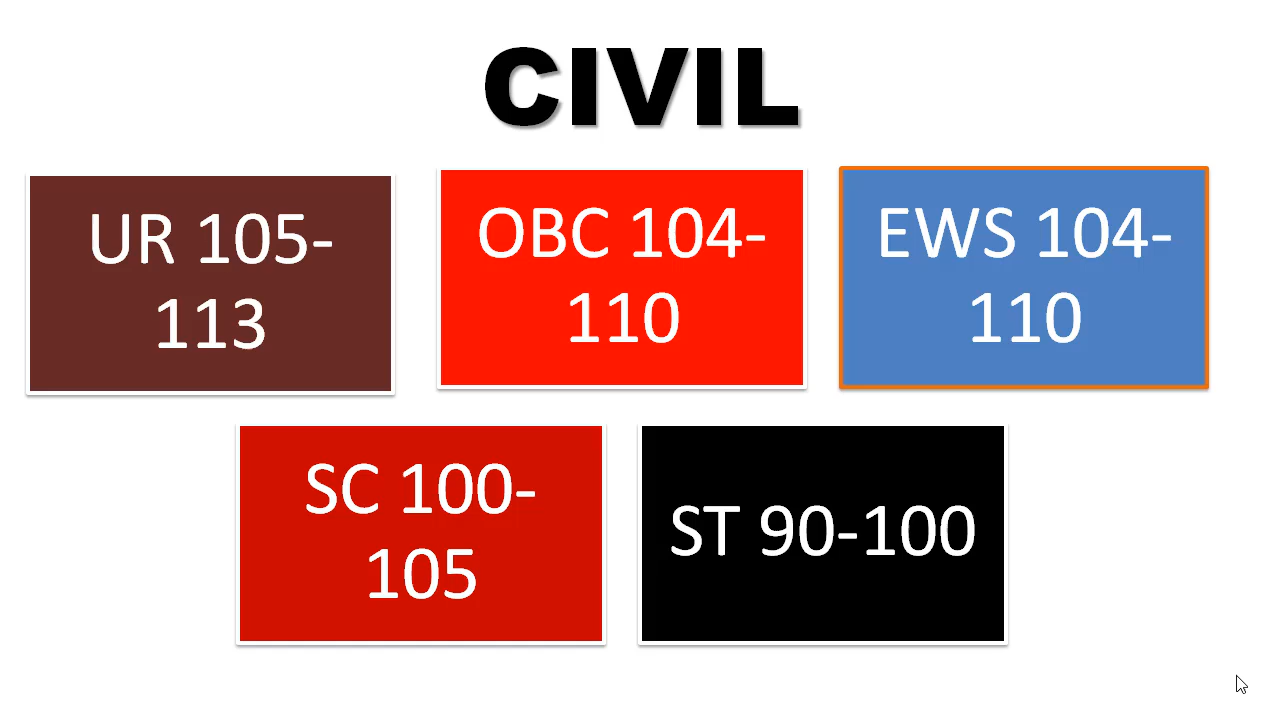 CIVIL
UR 105-
113
OBC 104-
110
EWS 104-
110
SC 100-
105
ST 90-100